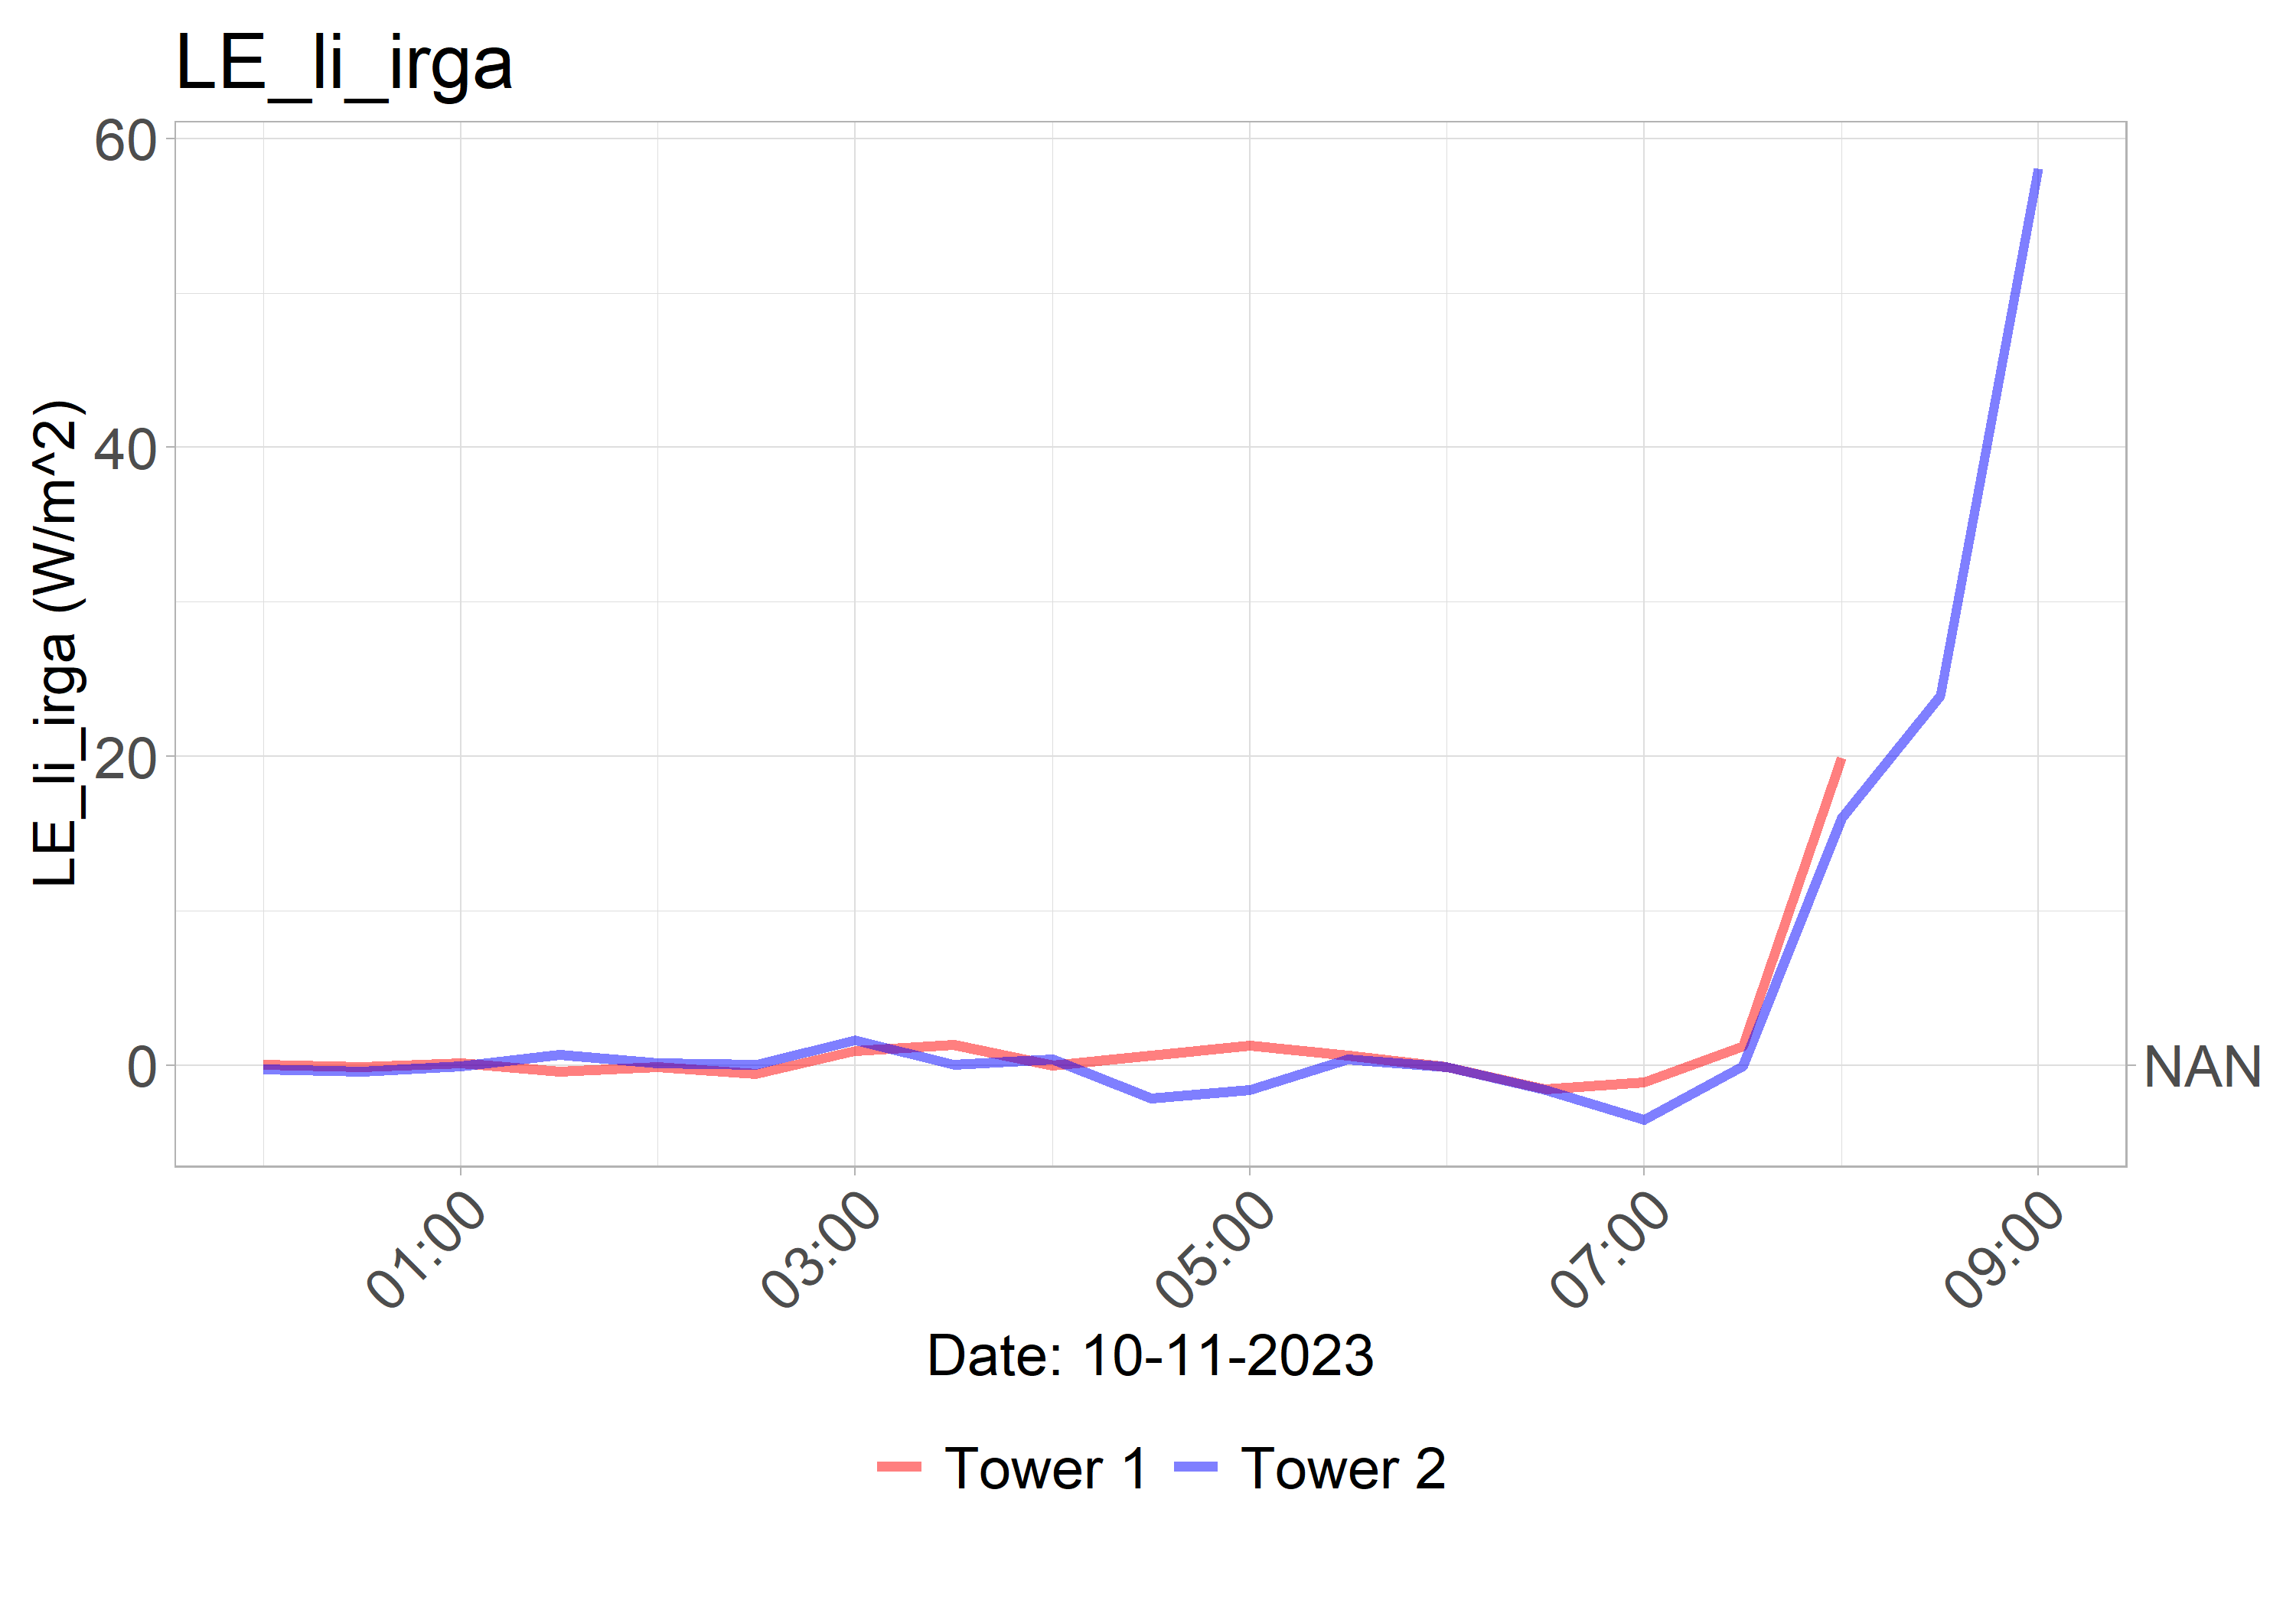 LE_li_irga
LE_li_irga (W/m^2)
60
40
20
0
NAN
01:00
03:00
05:00
07:00
09:00
Date: 10-11-2023
Tower 1
Tower 2